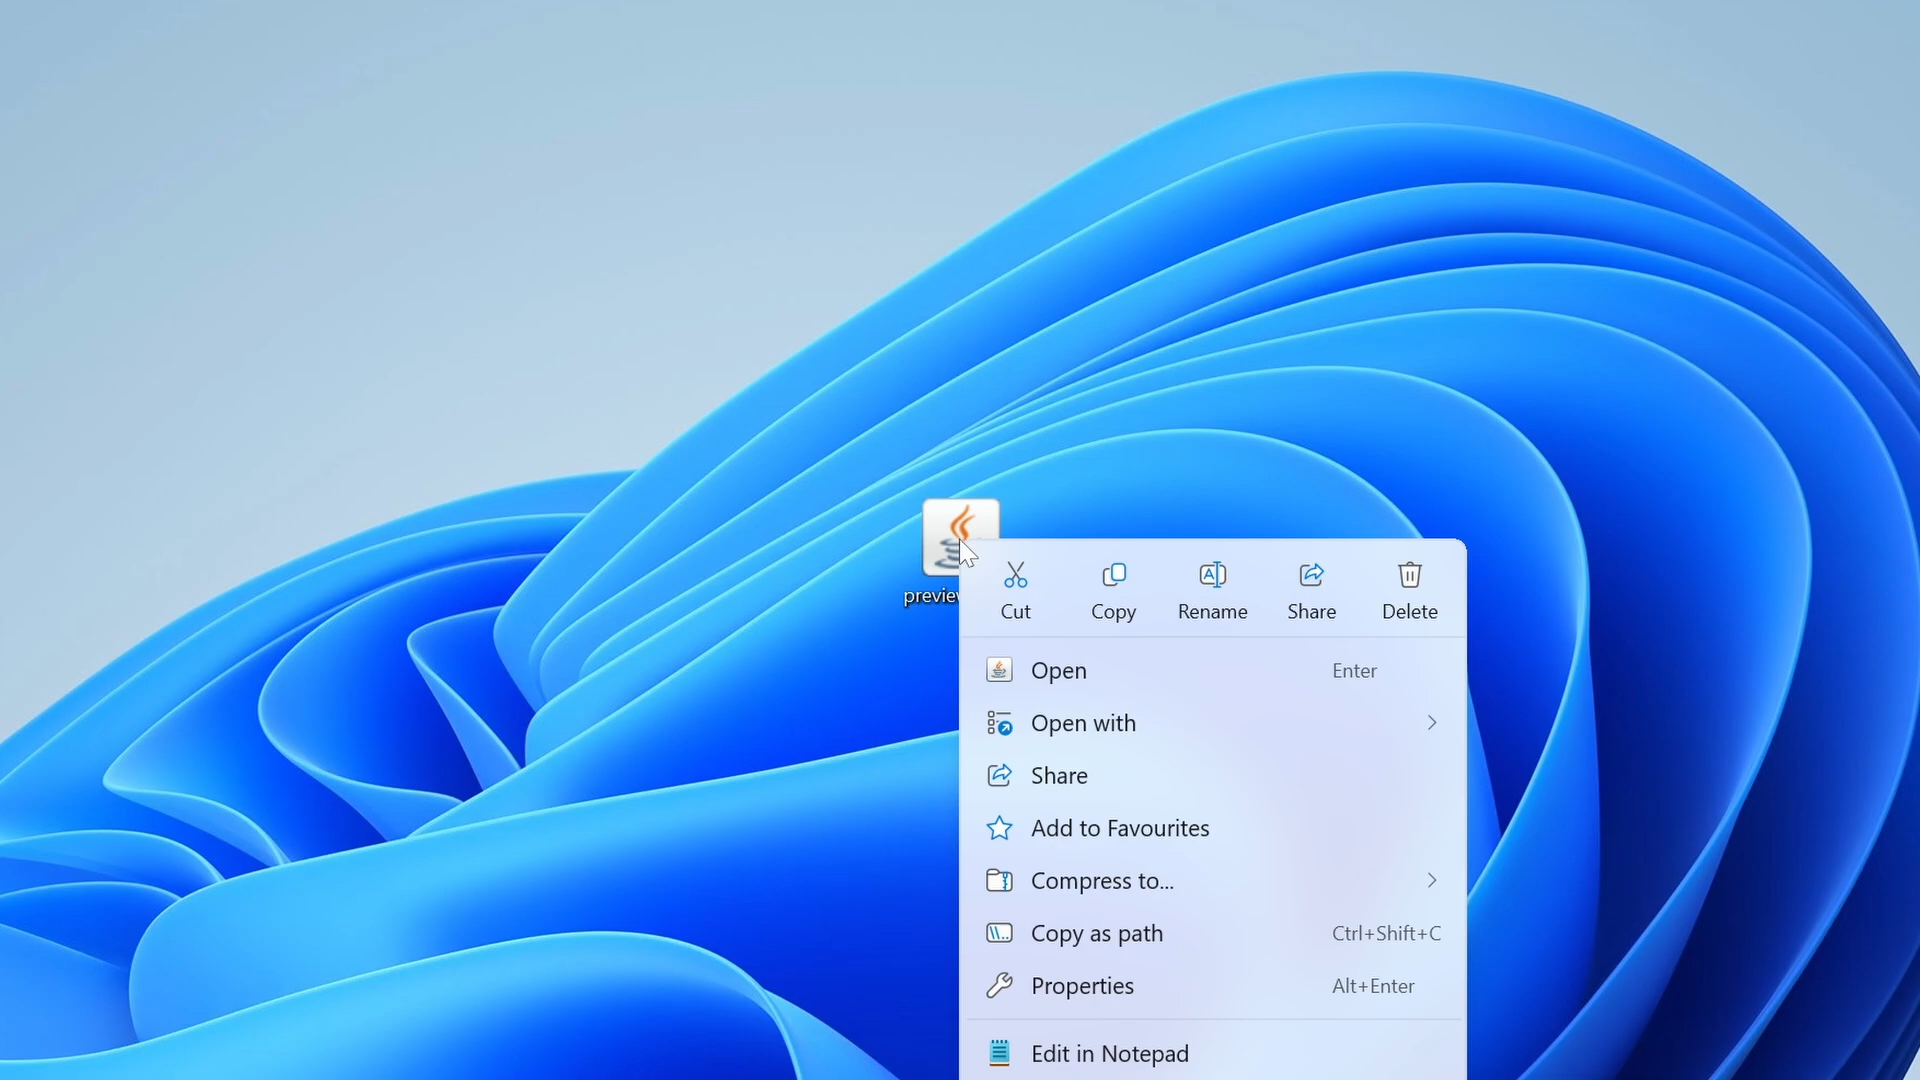 Cut Copy Rename Share Delete
Open Enter
Open with
Share
Add to Favourites
Compress to...
Copy as path Ctrl+Shift+C
Properties Alt+Enter
Edit in Notepad